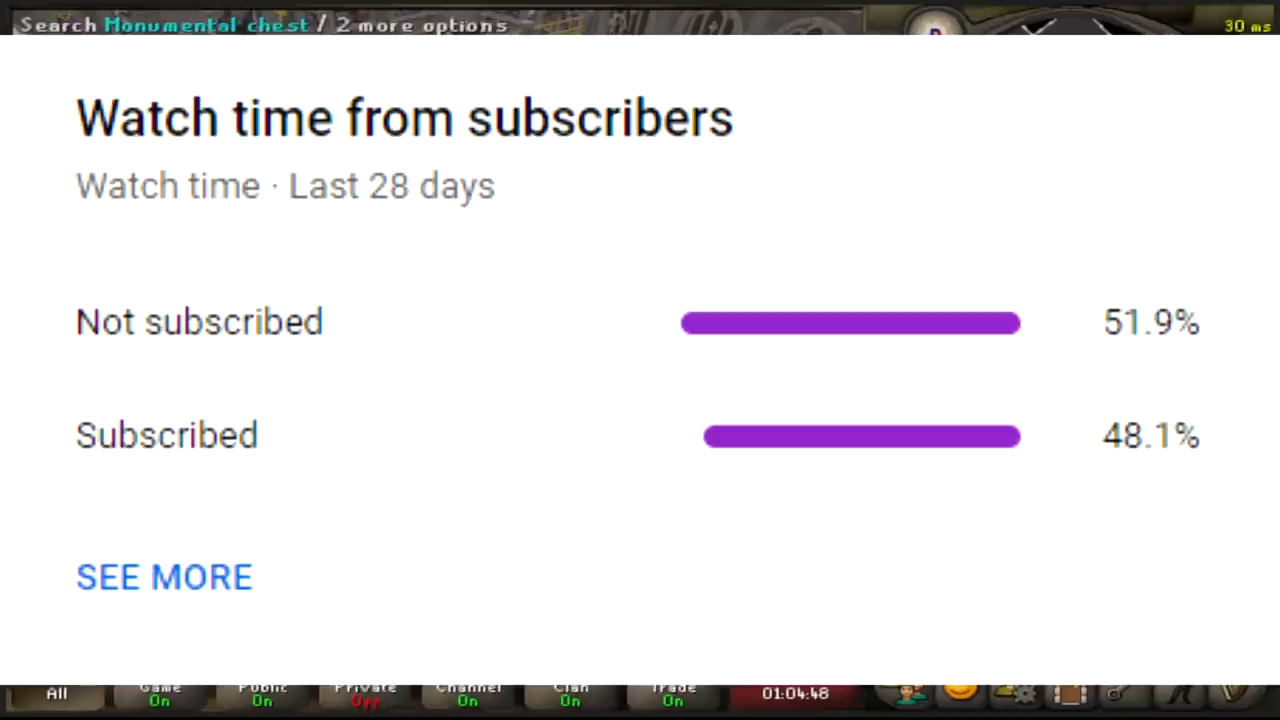 Search Monumental chest / 2 more options
30 ms
Watch time from subscribers
Watch time · Last 28 days
Not subscribed 51.9%
Subscribed 48.1%
SEE MORE
All Game Public Private Channel Clan Trade 01:04:48
On On Off On On On